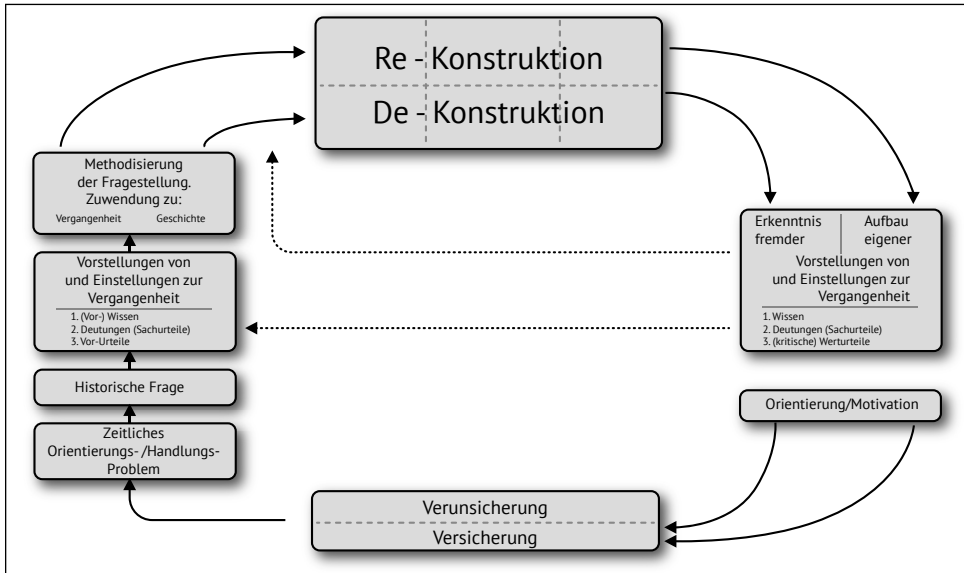 Re - Konstruktion
De - Konstruktion
Methodisierung
der Fragestellung.
Zuwendung zu:
Vergangenheit Geschichte
Vorstellungen von
und Einstellungen zur
Vergangenheit
1. (Vor-) Wissen
2. Deutungen (Sachurteile)
3. Vor-Urteile
Historische Frage
Zeitliches
Orientierungs- /Handlungs-
Problem
Erkenntnis
fremder
Aufbau
eigener
Vorstellungen von
und Einstellungen zur
Vergangenheit
1. Wissen
2. Deutungen (Sachurteile)
3. (kritische) Werturteile
Orientierung/Motivation
Verunsicherung
Versicherung